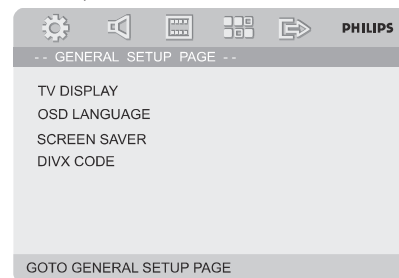 PHILIPS
-- GENERAL SETUP PAGE --
TV DISPLAY
OSD LANGUAGE
SCREEN SAVER
DIVX CODE
GOTO GENERAL SETUP PAGE